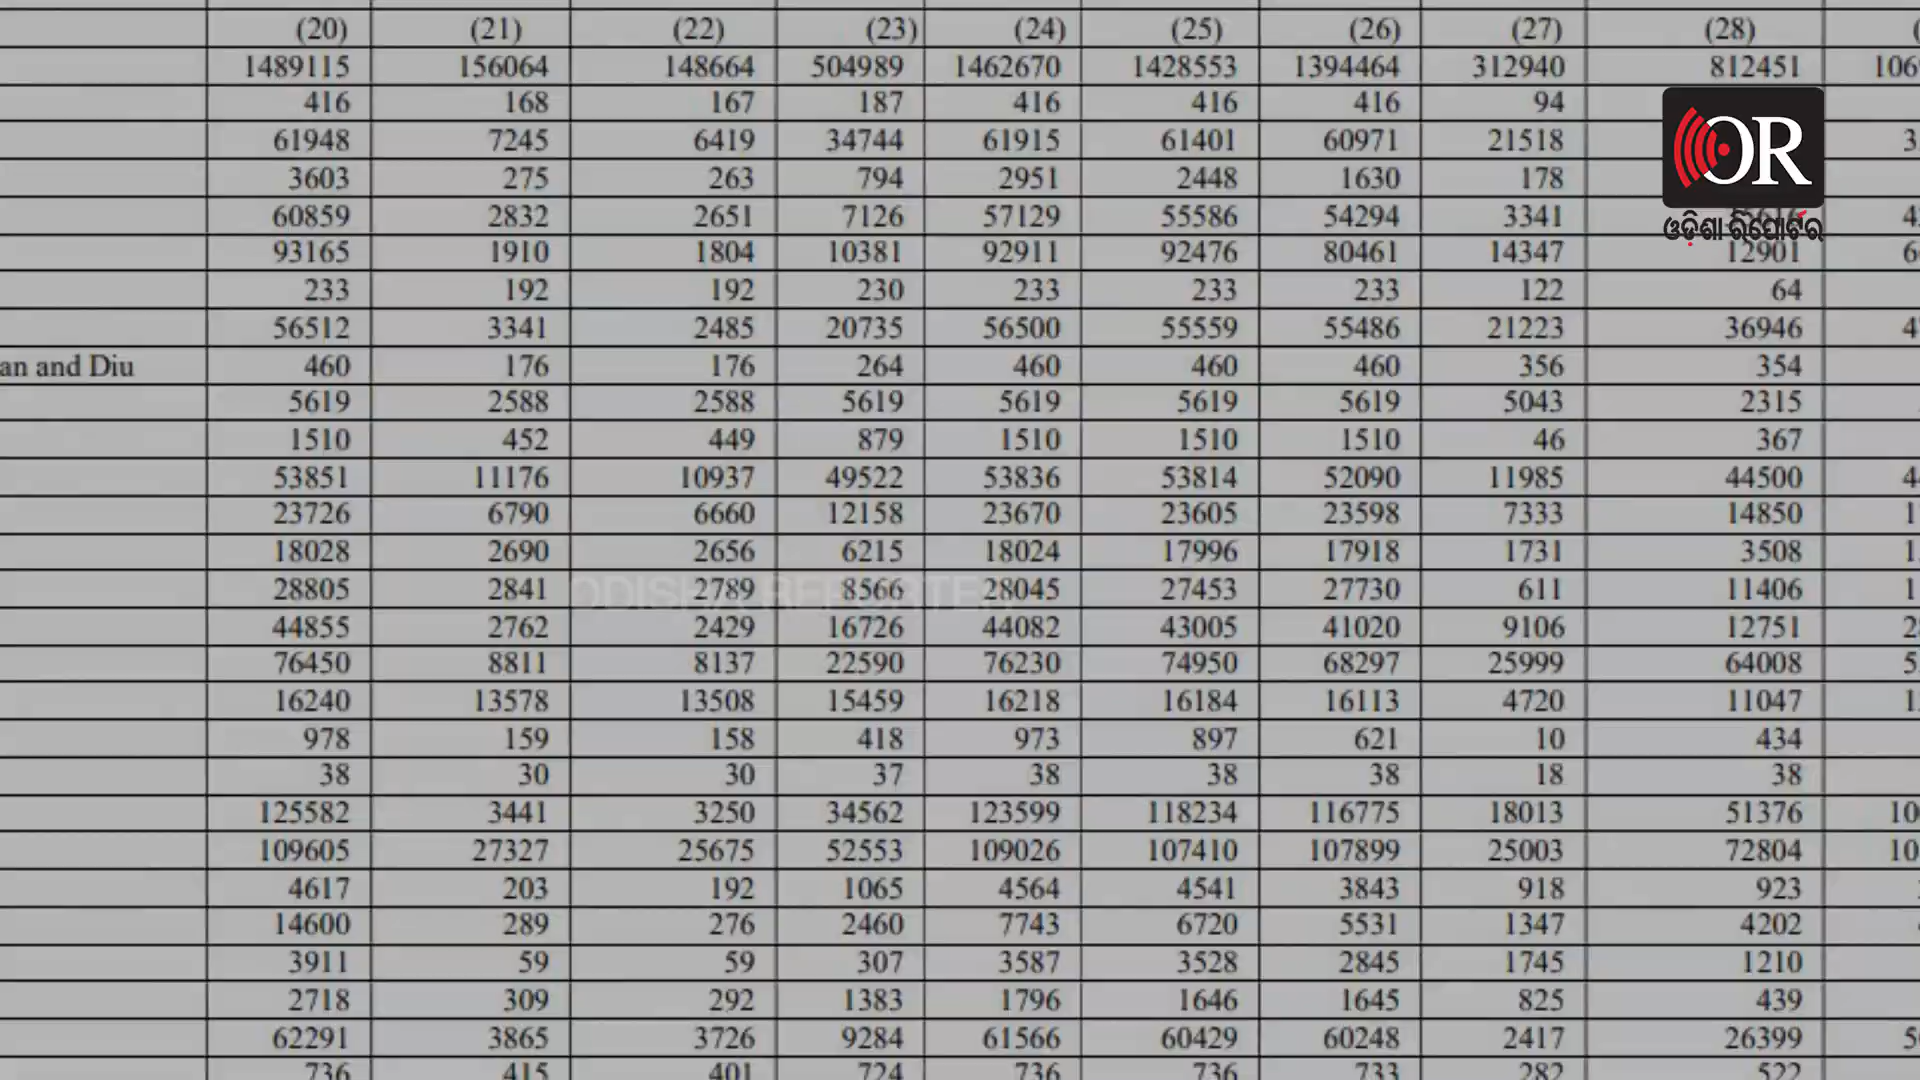 (20) (21) (22) (23) (24) (25) (26) (27) (28)
1489115 156064 148664 504989 1462670 1428553 1394464 312940 812451
416 168 167 187 416 416 416 94
61948 7245 6419 34744 61915 61401 60971 21518
OR
3603 275 263 794 2951 2448 1630 178
60859 2832 2651 7126 57129 55586 54294 3341
ଓଡ଼ିଶା ରିପୋର୍ଟର
93165 1910 1804 10381 92911 92476 80461 14347 12901
233 192 192 230 233 233 233 122 64
56512 3341 2485 20735 56500 55559 55486 21223 36946
an and Diu 460 176 176 264 460 460 460 356 354
5619 2588 2588 5619 5619 5619 5619 5043 2315
1510 452 449 879 1510 1510 1510 46 367
53851 11176 10937 49522 53836 53814 52090 11985 44500
23726 6790 6660 12158 23670 23605 23598 7333 14850
18028 2690 2656 6215 18024 17996 17918 1731 3508
28805 2841 2789 8566 28045 27453 27730 611 11406
ODISHA REPORTER
44855 2762 2429 16726 44082 43005 41020 9106 12751
76450 8811 8137 22590 76230 74950 68297 25999 64008
16240 13578 13508 15459 16218 16184 16113 4720 11047
978 159 158 418 973 897 621 10 434
38 30 30 37 38 38 38 18 38
125582 3441 3250 34562 123599 118234 116775 18013 51376
109605 27327 25675 52553 109026 107410 107899 25003 72804
4617 203 192 1065 4564 4541 3843 918 923
14600 289 276 2460 7743 6720 5531 1347 4202
3911 59 59 307 3587 3528 2845 1745 1210
2718 309 292 1383 1796 1646 1645 825 439
62291 3865 3726 9284 61566 60429 60248 2417 26399
736 415 401 724 736 736 733 282 522